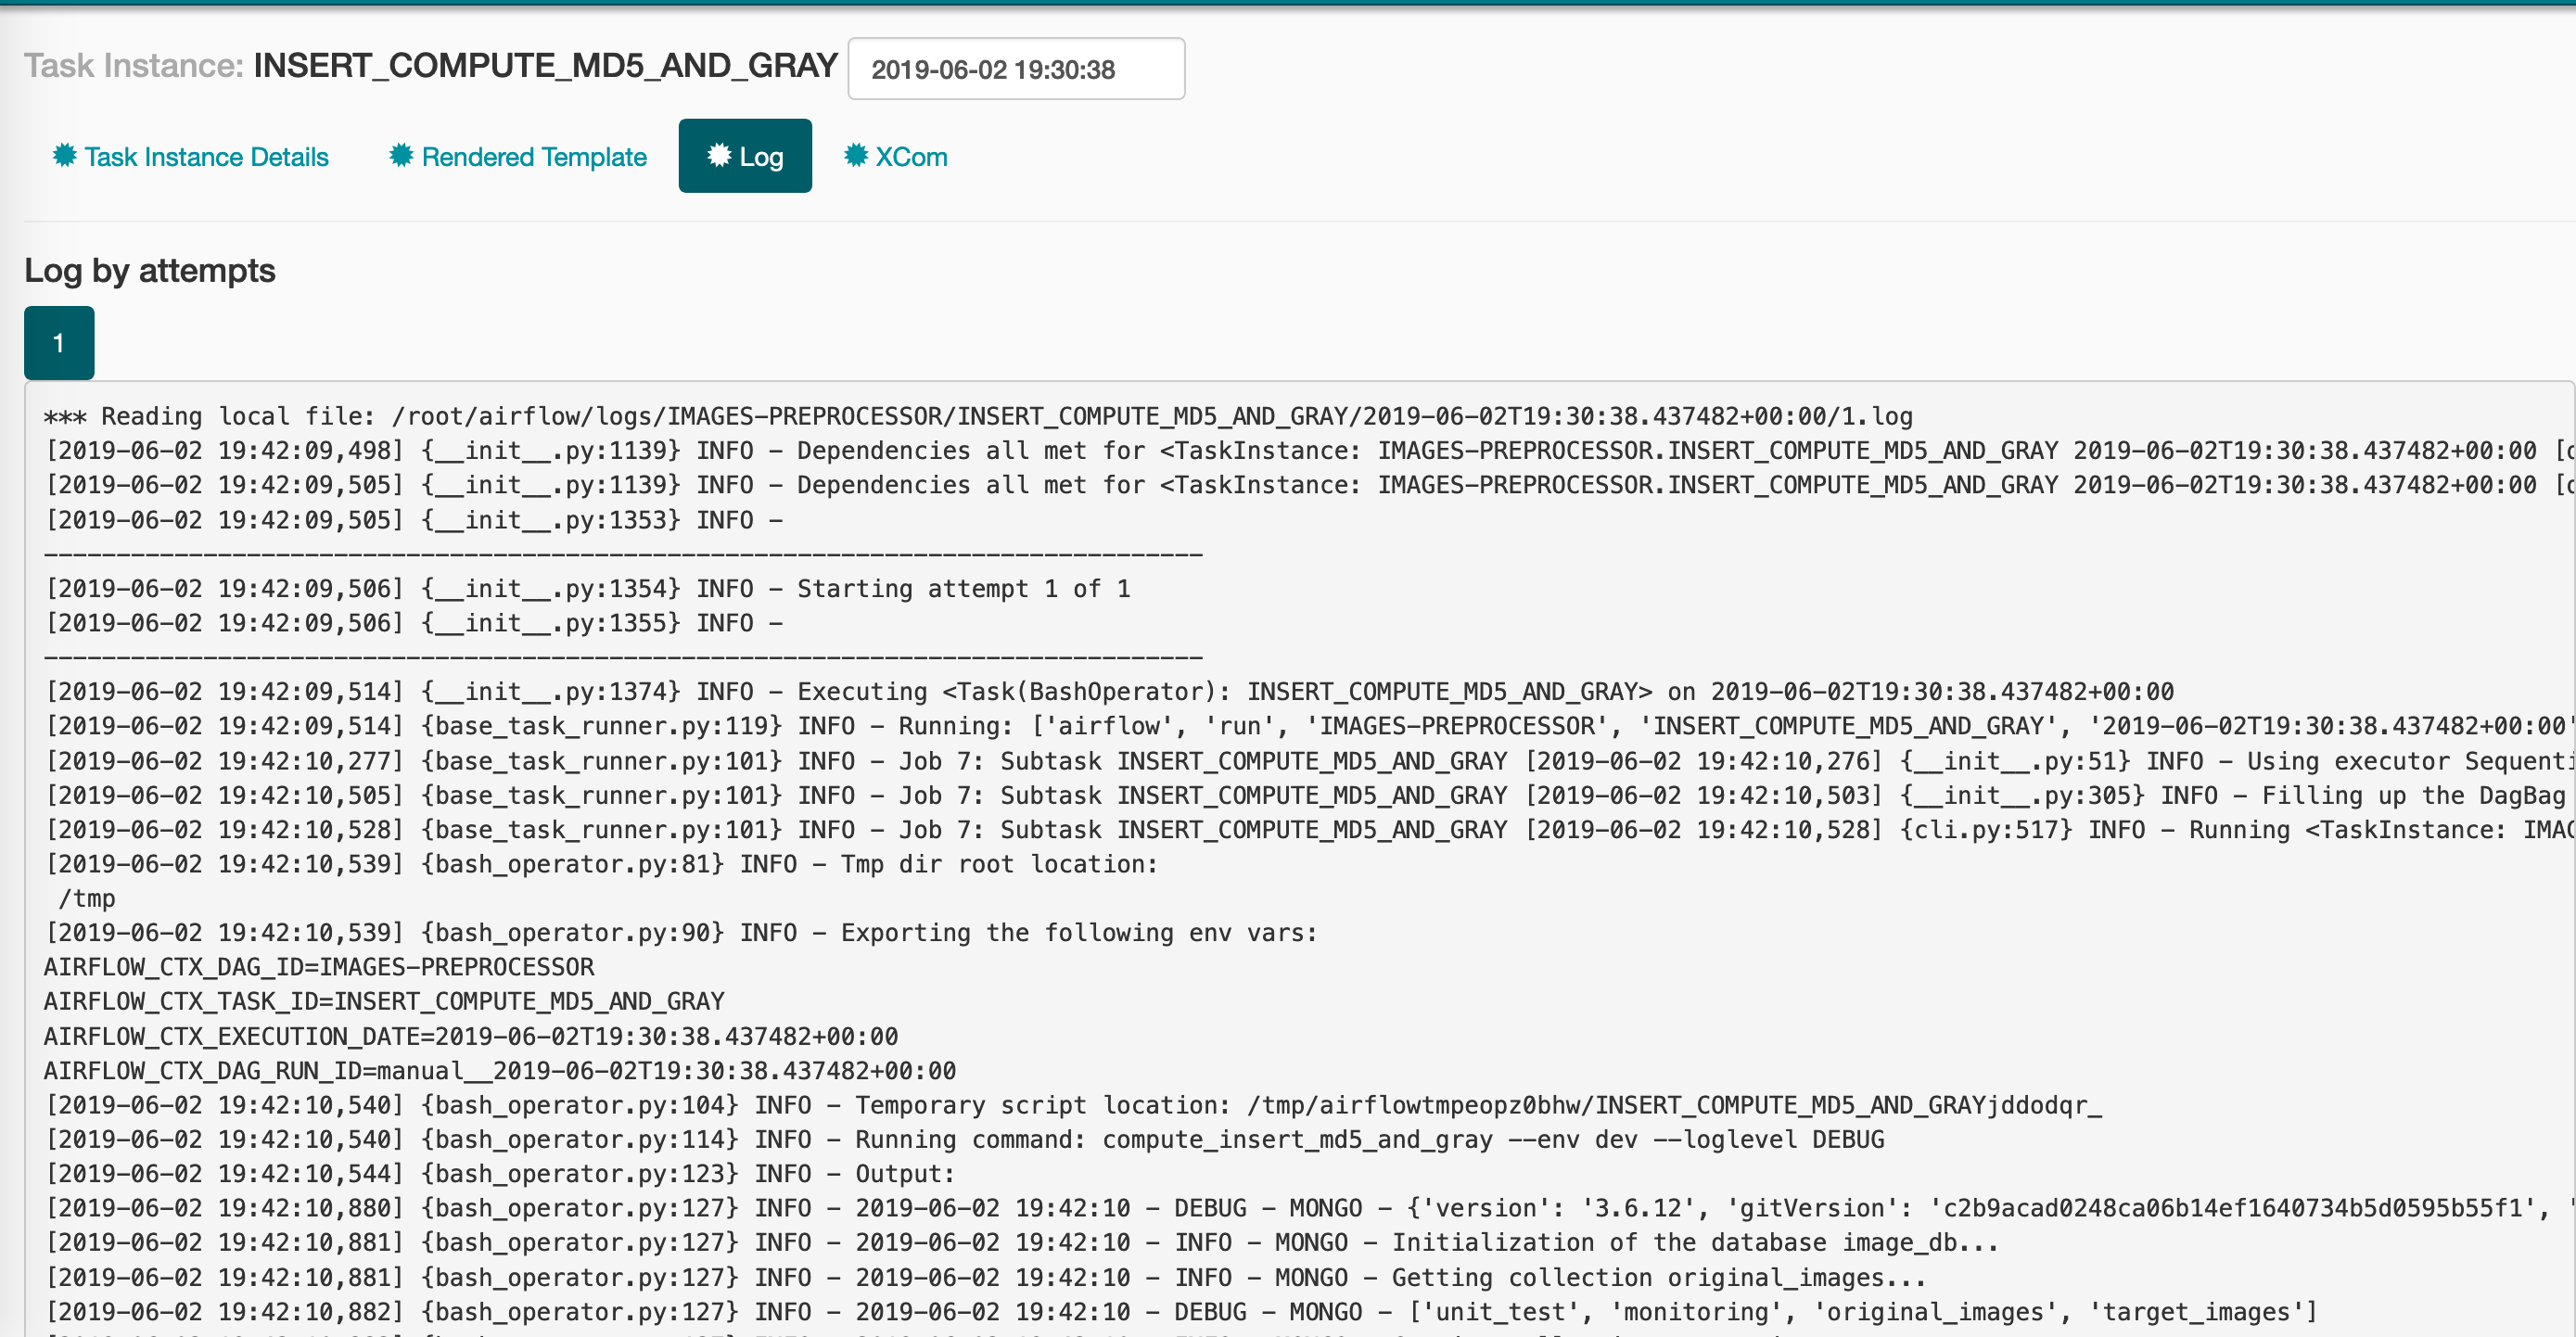 Task Instance: INSERT_COMPUTE_MD5_AND_GRAY 2019-06-02 19:30:38
Task Instance Details Rendered Template Log XCom
Log by attempts
1
*** Reading local file: /root/airflow/logs/IMAGES-PREPROCESSOR/INSERT_COMPUTE_MD5_AND_GRAY/2019-06-02T19:30:38.437482+00:00/1.log
[2019-06-02 19:42:09,498] {__init__.py:1139} INFO - Dependencies all met for <TaskInstance: IMAGES-PREPROCESSOR.INSERT_COMPUTE_MD5_AND_GRAY 2019-06-02T19:30:38.437482+00:00 [
[2019-06-02 19:42:09,505] {__init__.py:1139} INFO - Dependencies all met for <TaskInstance: IMAGES-PREPROCESSOR.INSERT_COMPUTE_MD5_AND_GRAY 2019-06-02T19:30:38.437482+00:00 [
[2019-06-02 19:42:09,505] {__init__.py:1353} INFO -
--------------------------------------------------------------------------------
[2019-06-02 19:42:09,506] {__init__.py:1354} INFO - Starting attempt 1 of 1
[2019-06-02 19:42:09,506] {__init__.py:1355} INFO -
--------------------------------------------------------------------------------
[2019-06-02 19:42:09,514] {__init__.py:1374} INFO - Executing <Task(BashOperator): INSERT_COMPUTE_MD5_AND_GRAY> on 2019-06-02T19:30:38.437482+00:00
[2019-06-02 19:42:09,514] {base_task_runner.py:119} INFO - Running: ['airflow', 'run', 'IMAGES-PREPROCESSOR', 'INSERT_COMPUTE_MD5_AND_GRAY', '2019-06-02T19:30:38.437482+00:00'
[2019-06-02 19:42:10,277] {base_task_runner.py:101} INFO - Job 7: Subtask INSERT_COMPUTE_MD5_AND_GRAY [2019-06-02 19:42:10,276] {__init__.py:51} INFO - Using executor Sequenti
[2019-06-02 19:42:10,505] {base_task_runner.py:101} INFO - Job 7: Subtask INSERT_COMPUTE_MD5_AND_GRAY [2019-06-02 19:42:10,503] {__init__.py:305} INFO - Filling up the DagBag
[2019-06-02 19:42:10,528] {base_task_runner.py:101} INFO - Job 7: Subtask INSERT_COMPUTE_MD5_AND_GRAY [2019-06-02 19:42:10,528] {cli.py:517} INFO - Running <TaskInstance: IMAG
[2019-06-02 19:42:10,539] {bash_operator.py:81} INFO - Tmp dir root location:
/tmp
[2019-06-02 19:42:10,539] {bash_operator.py:90} INFO - Exporting the following env vars:
AIRFLOW_CTX_DAG_ID=IMAGES-PREPROCESSOR
AIRFLOW_CTX_TASK_ID=INSERT_COMPUTE_MD5_AND_GRAY
AIRFLOW_CTX_EXECUTION_DATE=2019-06-02T19:30:38.437482+00:00
AIRFLOW_CTX_DAG_RUN_ID=manual__2019-06-02T19:30:38.437482+00:00
[2019-06-02 19:42:10,540] {bash_operator.py:104} INFO - Temporary script location: /tmp/airflowtmpeopz0bhw/INSERT_COMPUTE_MD5_AND_GRAYjddodqr_
[2019-06-02 19:42:10,540] {bash_operator.py:114} INFO - Running command: compute_insert_md5_and_gray --env dev --loglevel DEBUG
[2019-06-02 19:42:10,544] {bash_operator.py:123} INFO - Output:
[2019-06-02 19:42:10,880] {bash_operator.py:127} INFO - 2019-06-02 19:42:10 - DEBUG - MONGO - {'version': '3.6.12', 'gitVersion': 'c2b9acad0248ca06b14ef1640734b5d0595b55f1', '
[2019-06-02 19:42:10,881] {bash_operator.py:127} INFO - 2019-06-02 19:42:10 - INFO - MONGO - Initialization of the database image_db...
[2019-06-02 19:42:10,881] {bash_operator.py:127} INFO - 2019-06-02 19:42:10 - INFO - MONGO - Getting collection original_images...
[2019-06-02 19:42:10,882] {bash_operator.py:127} INFO - 2019-06-02 19:42:10 - DEBUG - MONGO - ['unit_test', 'monitoring', 'original_images', 'target_images']